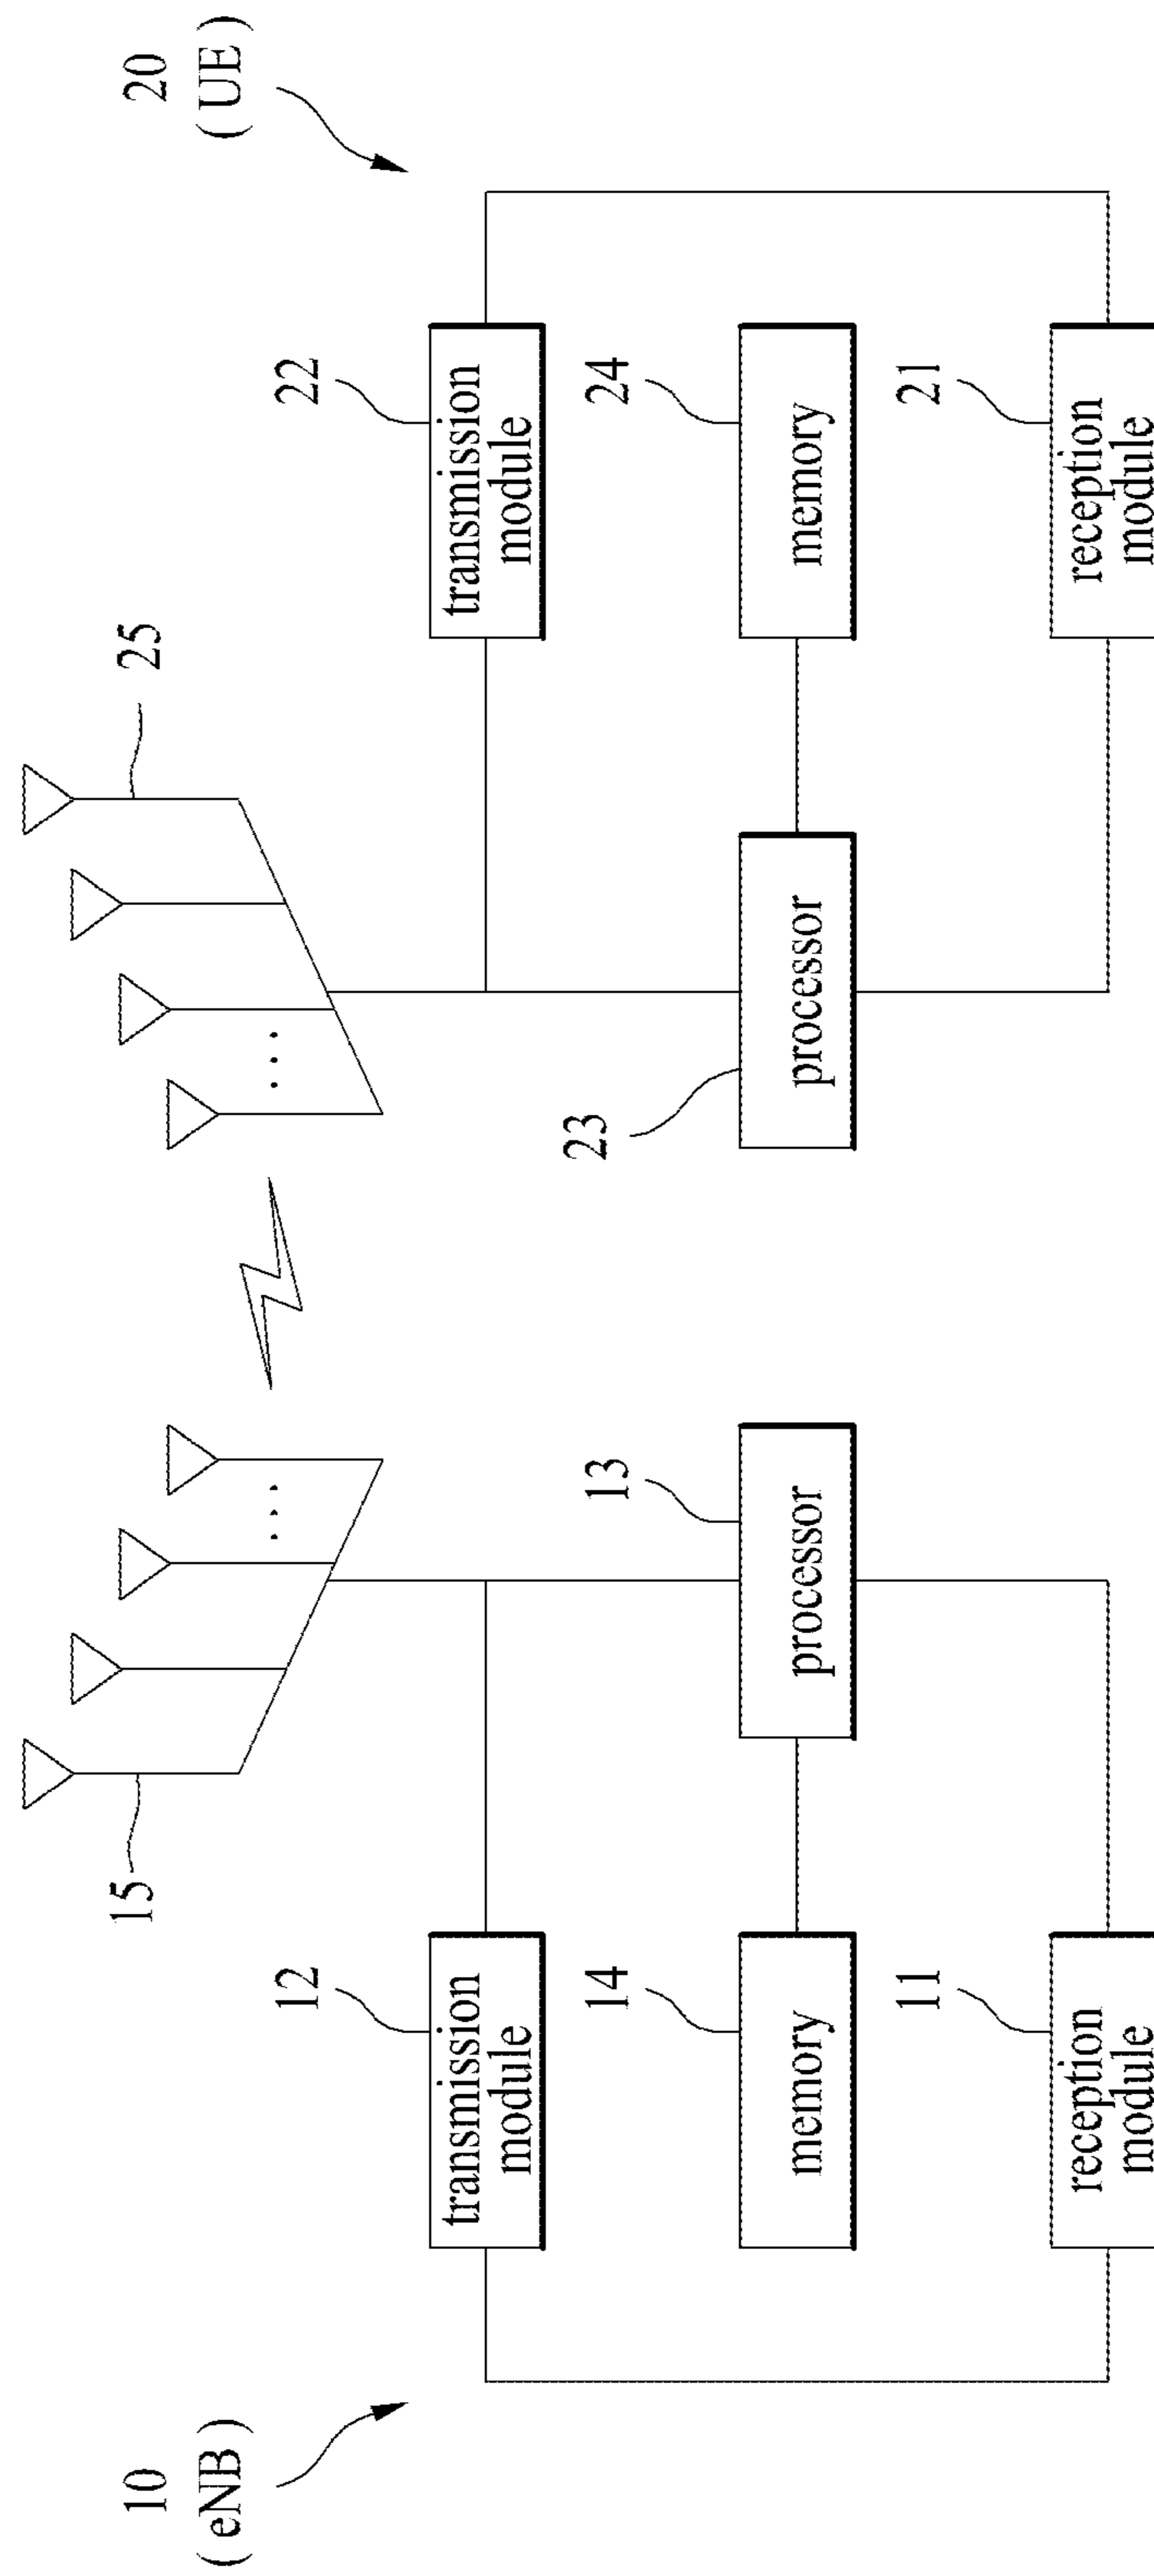 10
( eNB )
15
25
20
( UE )
12
transmission
module
22
transmission
module
14
memory
13
processor
23
processor
24
memory
11
reception
module
21
reception
module